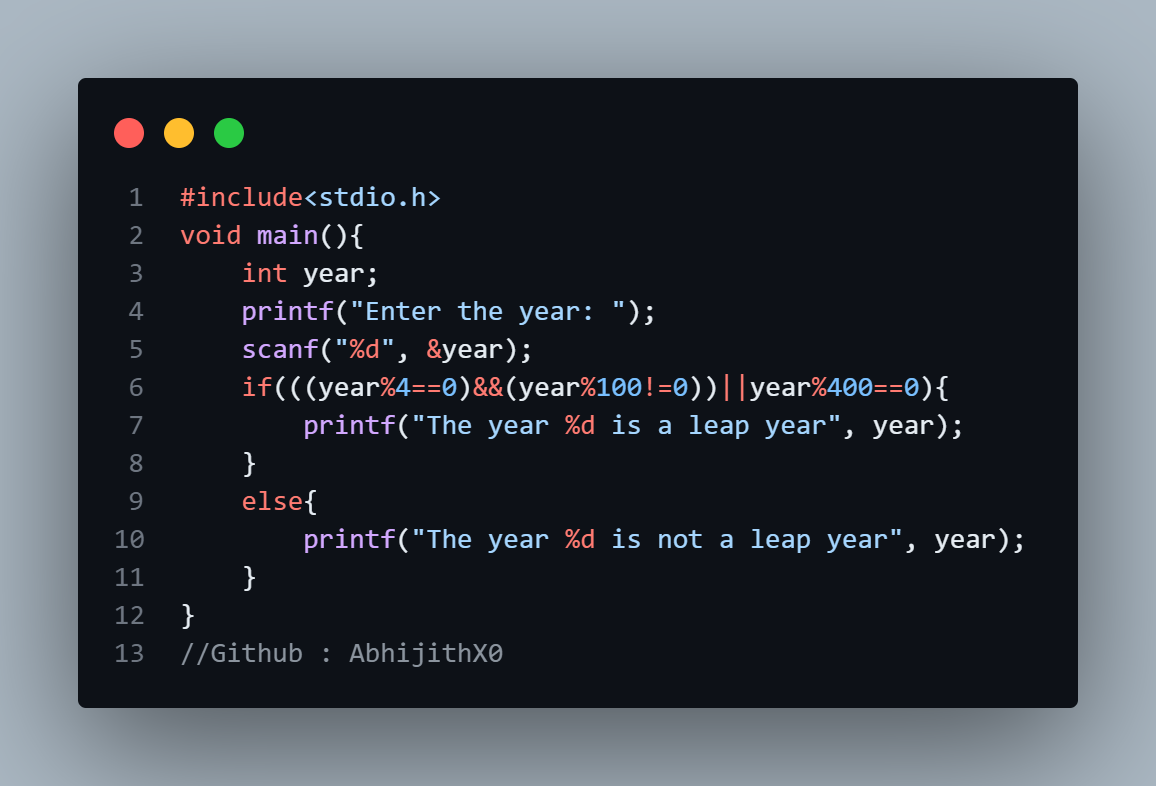 1 #include<stdio.h>
2 void main(){
3     int year;
4     printf("Enter the year: ");
5     scanf("%d", &year);
6     if(((year%4==0)&&(year%100!=0))||year%400==0){
7         printf("The year %d is a leap year", year);
8     }
9     else{
10         printf("The year %d is not a leap year", year);
11     }
12 }
13 //Github : AbhijithX0